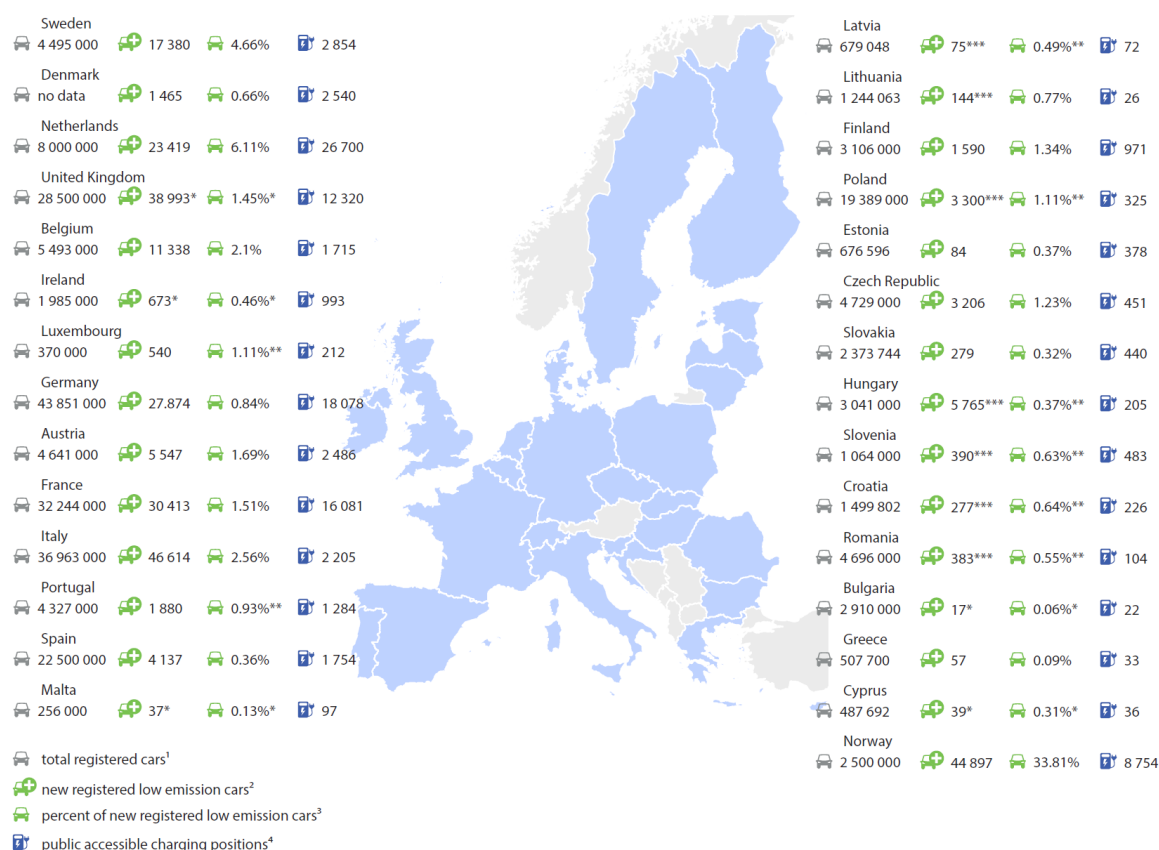 Sweden
4 495 000 17 380 4.66% 2 854
Denmark
no data 1 465 0.66% 2 540
Netherlands
8 000 000 23 419 6.11% 26 700
United Kingdom
28 500 000 38 993* 1.45%* 12 320
Belgium
5 493 000 11 338 2.1% 1 715
Ireland
1 985 000 673* 0.46%* 993
Luxembourg
370 000 540 1.11%** 212
Germany
43 851 000 27.874 0.84% 18 078
Austria
4 641 000 5 547 1.69% 2 486
France
32 244 000 30 413 1.51% 16 081
Italy
36 963 000 46 614 2.56% 2 205
Portugal
4 327 000 1 880 0.93%** 1 284
Spain
22 500 000 4 137 0.36% 1 754
Malta
256 000 37* 0.13%* 97
total registered cars¹
new registered low emission cars²
percent of new registered low emission cars³
public accessible charging positions⁴
Latvia
679 048 75*** 0.49%** 72
Lithuania
1 244 063 144*** 0.77% 26
Finland
3 106 000 1 590 1.34% 971
Poland
19 389 000 3 300*** 1.11%** 325
Estonia
676 596 84 0.37% 378
Czech Republic
4 729 000 3 206 1.23% 451
Slovakia
2 373 744 279 0.32% 440
Hungary
3 041 000 5 765*** 0.37%** 205
Slovenia
1 064 000 390*** 0.63%** 483
Croatia
1 499 802 277*** 0.64%** 226
Romania
4 696 000 383*** 0.55%** 104
Bulgaria
2 910 000 17* 0.06%* 22
Greece
507 700 57 0.09% 33
Cyprus
487 692 39* 0.31%* 36
Norway
2 500 000 44 897 33.81% 8 754